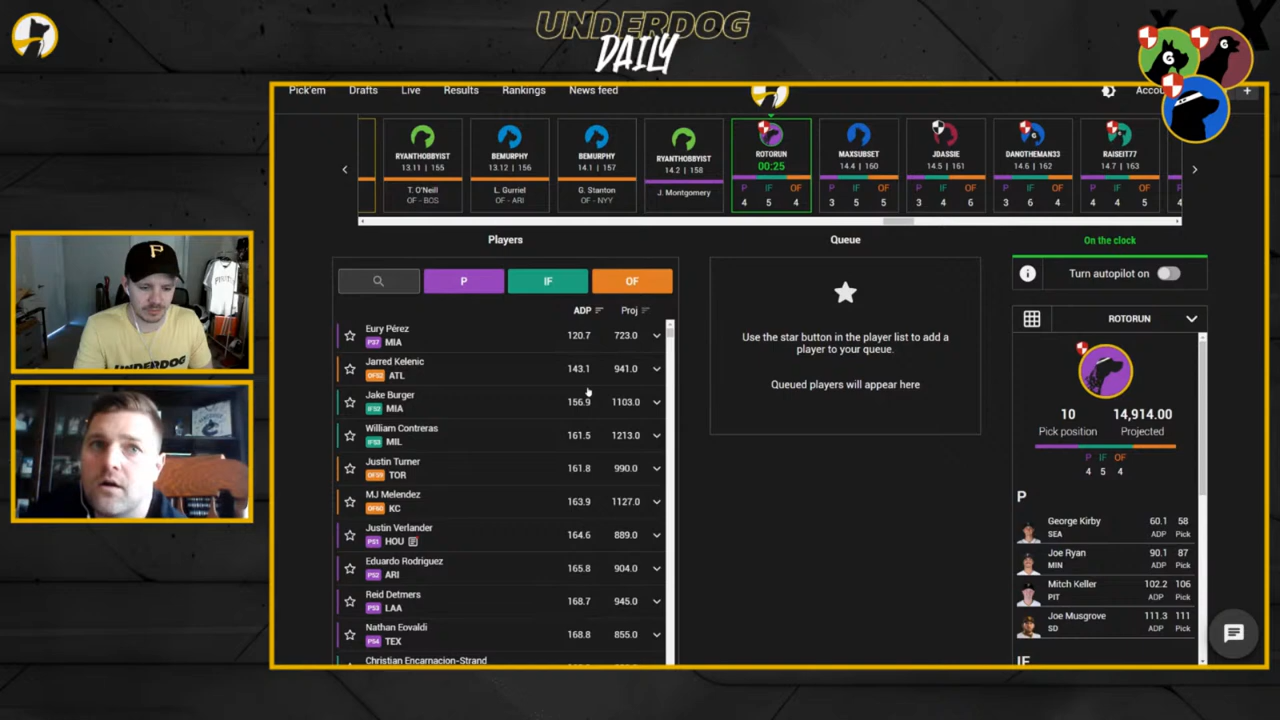 UNDERDOG
DAILY
Pick'em Drafts Live Results Rankings News feed
RYANTHOBBYIST
13.11 | 155
T. O'Neill
OF - BOS
BEMURPHY
13.12 | 156
L. Gurriel
OF - ARI
BEMURPHY
14.1 | 157
G. Stanton
OF - NYY
RYANTHOBBYIST
14.2 | 158
J. Montgomery
ROTORUN
00:25
P IF OF
4 5 4
MAXSUBSET
14.4 | 160
P IF OF
3 5 5
JDASSIE
14.5 | 161
P IF OF
3 4 6
DANOTHEMAN33
14.6 | 162
P IF OF
3 6 4
RAISEIT77
14.7 | 163
P IF OF
4 4 5
Players
P IF OF
ADP Proj
Eury Pérez
P37 MIA 120.7 723.0
Jarred Kelenic
OF52 ATL 143.1 941.0
Jake Burger
IF52 MIA 156.9 1103.0
William Contreras
IF53 MIL 161.5 1213.0
Justin Turner
OF59 TOR 161.8 990.0
MJ Melendez
OF60 KC 163.9 1127.0
Justin Verlander
P51 HOU 164.6 889.0
Eduardo Rodriguez
P52 ARI 165.8 904.0
Reid Detmers
P53 LAA 168.7 945.0
Nathan Eovaldi
P54 TEX 168.8 855.0
Christian Encarnacion-Strand
Queue
Use the star button in the player list to add a
player to your queue.
Queued players will appear here
On the clock
Turn autopilot on
ROTORUN
10 14,914.00
Pick position Projected
P IF OF
4 5 4
P
George Kirby 60.1 58
SEA ADP Pick
Joe Ryan 90.1 87
MIN ADP Pick
Mitch Keller 102.2 106
PIT ADP Pick
Joe Musgrove 111.3 111
SD ADP Pick
IF
P
UNDERDOG